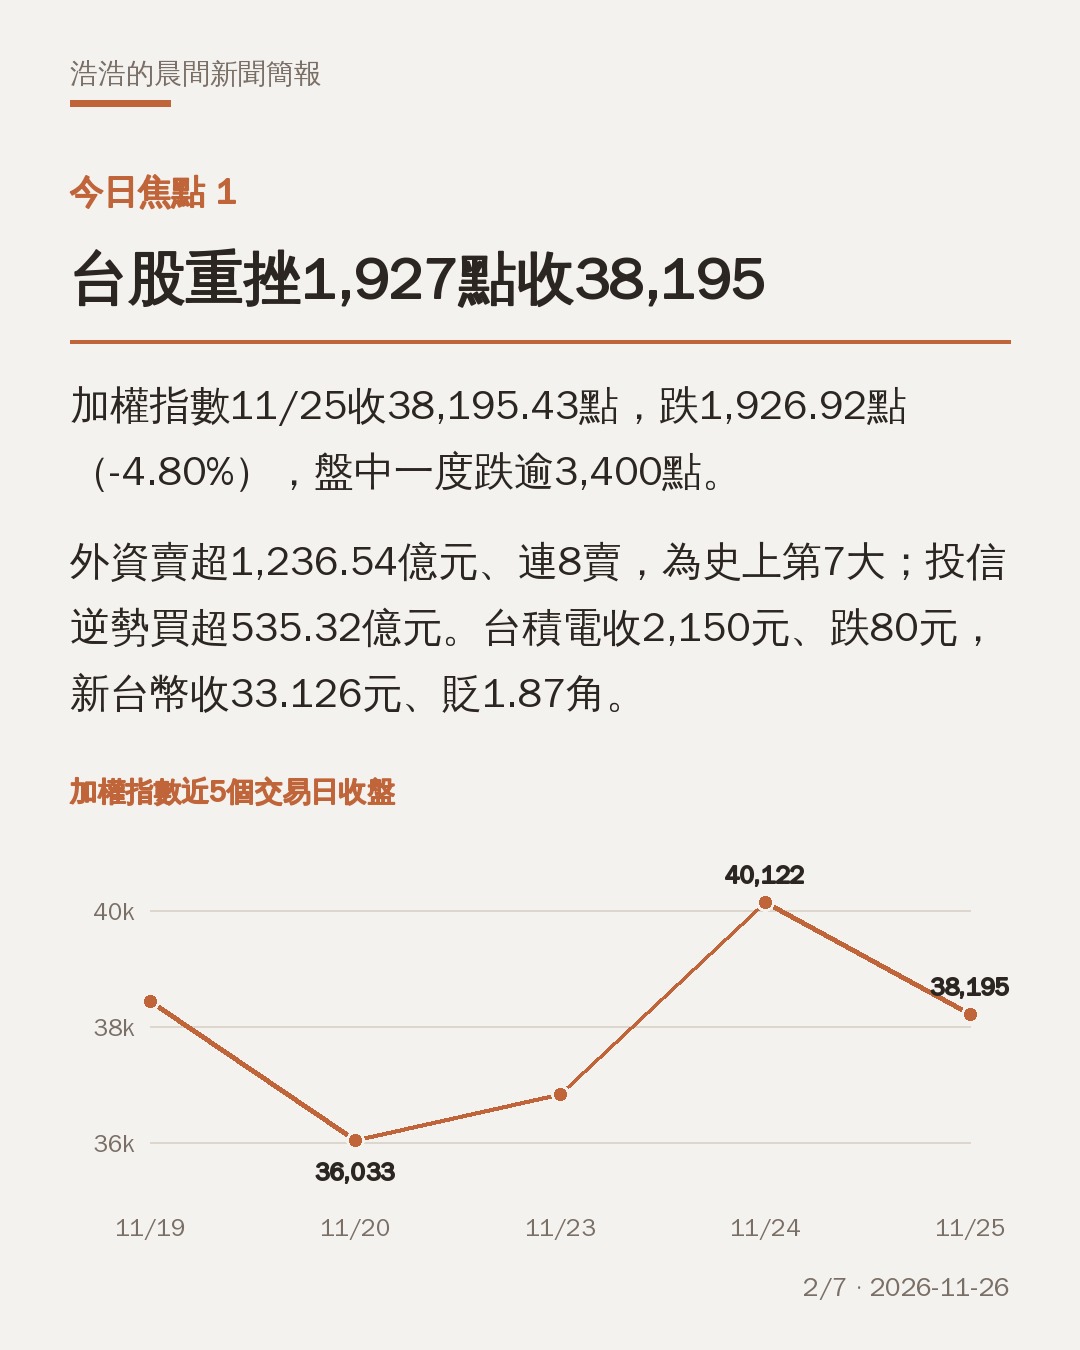 浩浩的晨間新聞簡報
今日焦點 1
台股重挫1,927點收38,195
加權指數11/25收38,195.43點，跌1,926.92點
（-4.80%），盤中一度跌逾3,400點。
外資賣超1,236.54億元、連8賣，為史上第7大；投信
逆勢買超535.32億元。台積電收2,150元、跌80元，
新台幣收33.126元、貶1.87角。
加權指數近5個交易日收盤
40,122
40k
38,195
38k
36k
36,033
11/19 11/20 11/23 11/24 11/25
2/7 · 2026-11-26